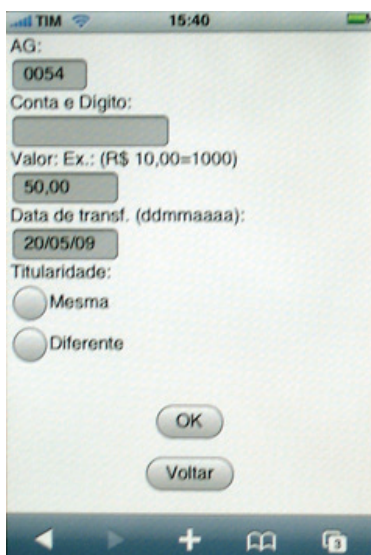 TIM 15:40
AG:
0054
Conta e Dígito:
Valor: Ex.: (R$ 10,00=1000)
50,00
Data de transf. (ddmmaaaa):
20/05/09
Titularidade:
Mesma
Diferente
OK
Voltar
3